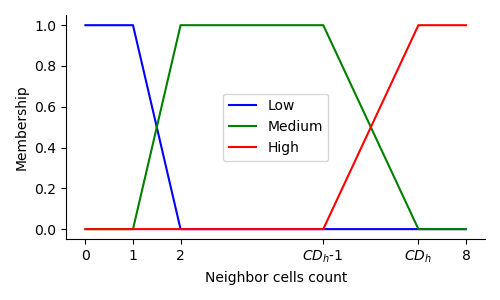 1.0
0.8
0.6
0.4
0.2
0.0
Membership
Low
Medium
High
0 1 2 CDₕ-1 CDₕ 8
Neighbor cells count